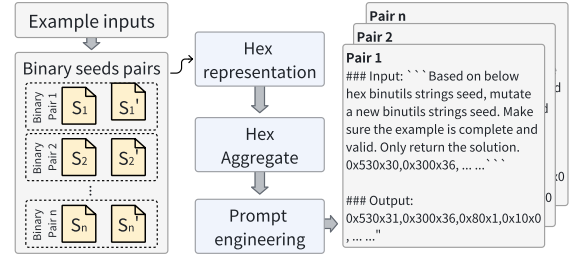 Example inputs
Binary seeds pairs
Binary
Pair 1
S1
S1'
Binary
Pair 2
S2
S2'
Binary
Pair n
Sn
Sn'
Hex
representation
Hex
Aggregate
Prompt
engineering
Pair n
Pair 2
Pair 1
### Input: ```Based on below
hex binutils strings seed, mutate
a new binutils strings seed. Make
sure the example is complete and
valid. Only return the solution.
0x530x30,0x300x36, ... ...```
### Output:
0x530x31,0x300x36,0x80x1,0x10x0
, ... ..."